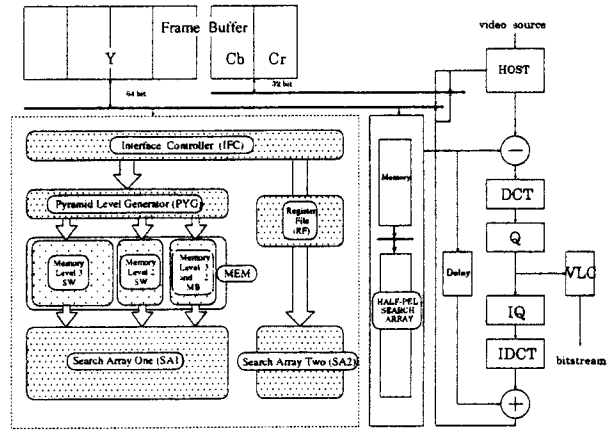 Frame Buffer
Y
Cb Cr
64 bit
32 bit
video source
HOST
Interface Controller (IFC)
Pyramid Level Generator (PYG)
Register
File
(RF)
Memory
Level 3
SW
Memory
Level 2
SW
Memory
Level 3
and 2
MB
MEM
Search Array One (SA1)
Search Array Two (SA2)
Memory
HALF-PEL
SEARCH
ARRAY
Delay
−
DCT
Q
VLC
IQ
IDCT
bitstream
+